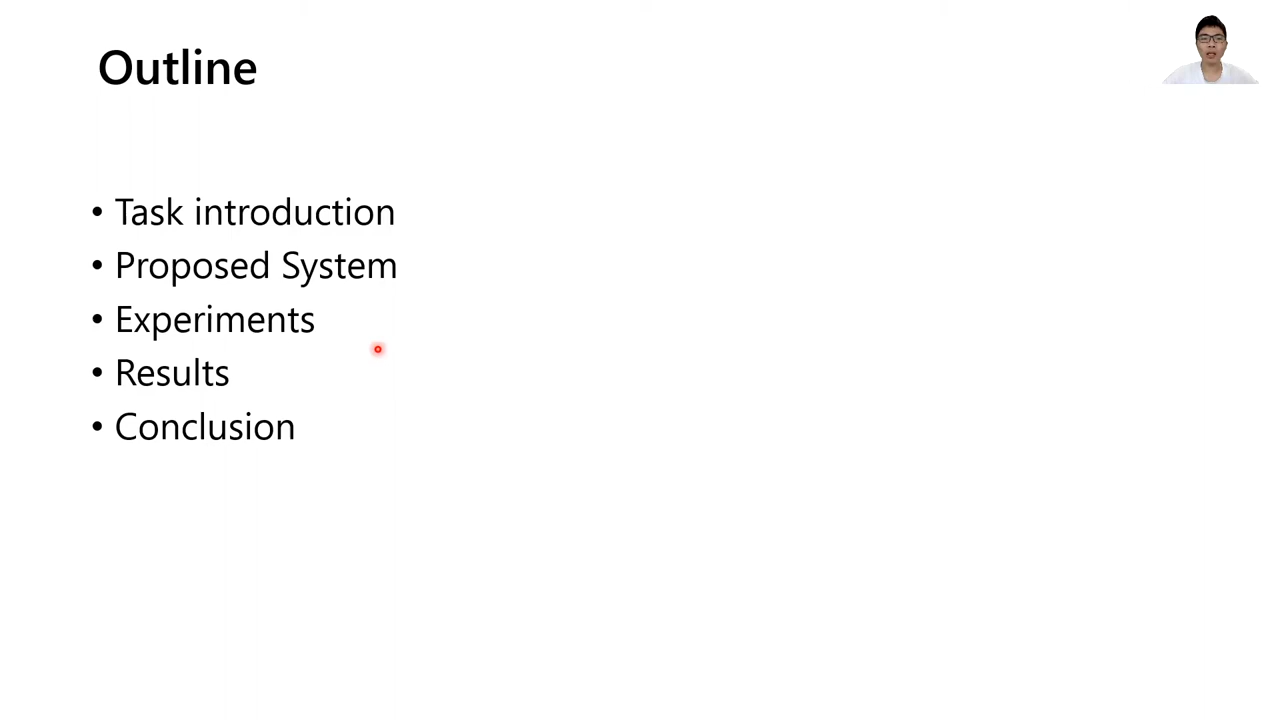 Outline
• Task introduction
• Proposed System
• Experiments
• Results
• Conclusion